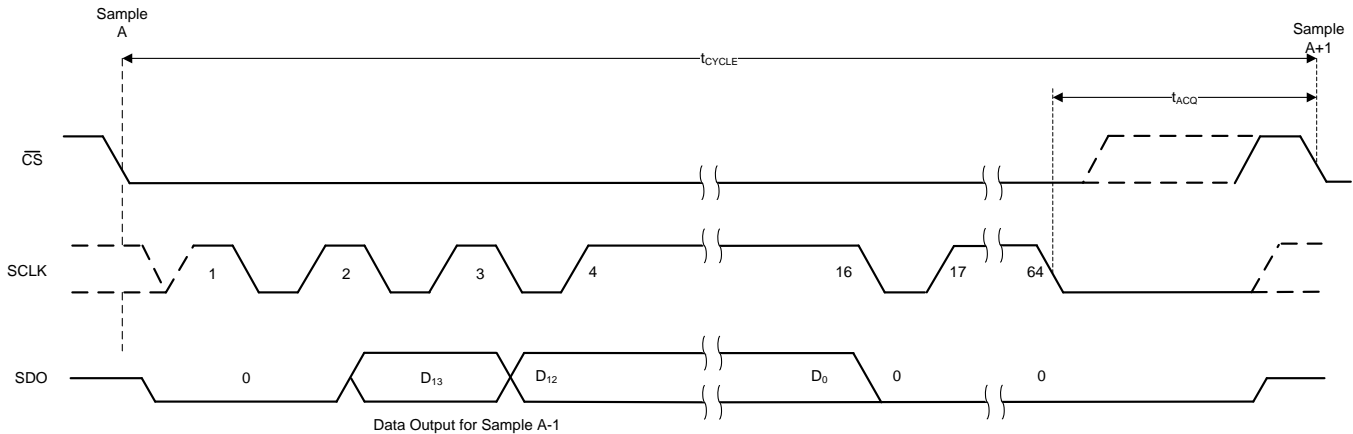 Sample
A
Sample
A+1
tCYCLE
tACQ
CS
SCLK
1
2
3
4
16
17
64
SDO
0
D13
D12
D0
0
0
Data Output for Sample A-1